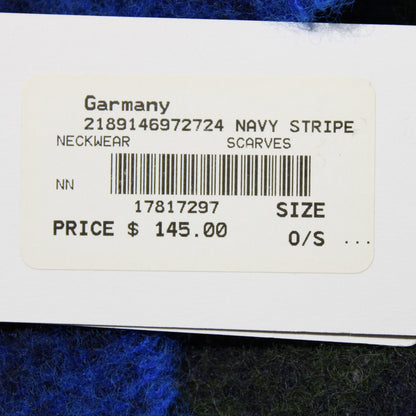 Garmany
2189146972724 NAVY STRIPE
NECKWEAR SCARVES
NN
17817297 SIZE
PRICE $ 145.00 O/S ...